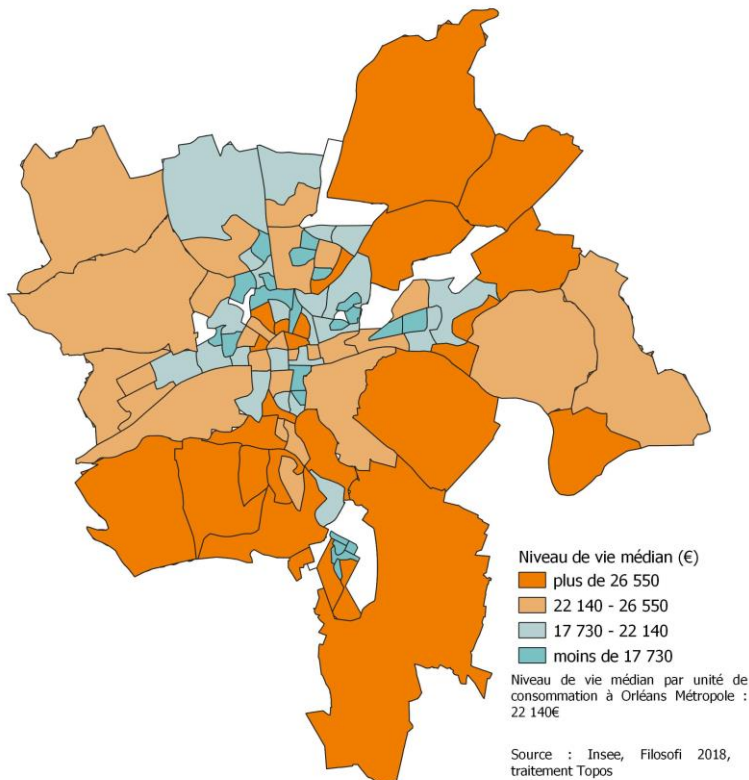 Niveau de vie médian (€)
plus de 26 550
22 140 - 26 550
17 730 - 22 140
moins de 17 730
Niveau de vie médian par unité de
consommation à Orléans Métropole :
22 140€
Source : Insee, Filosofi 2018,
traitement Topos